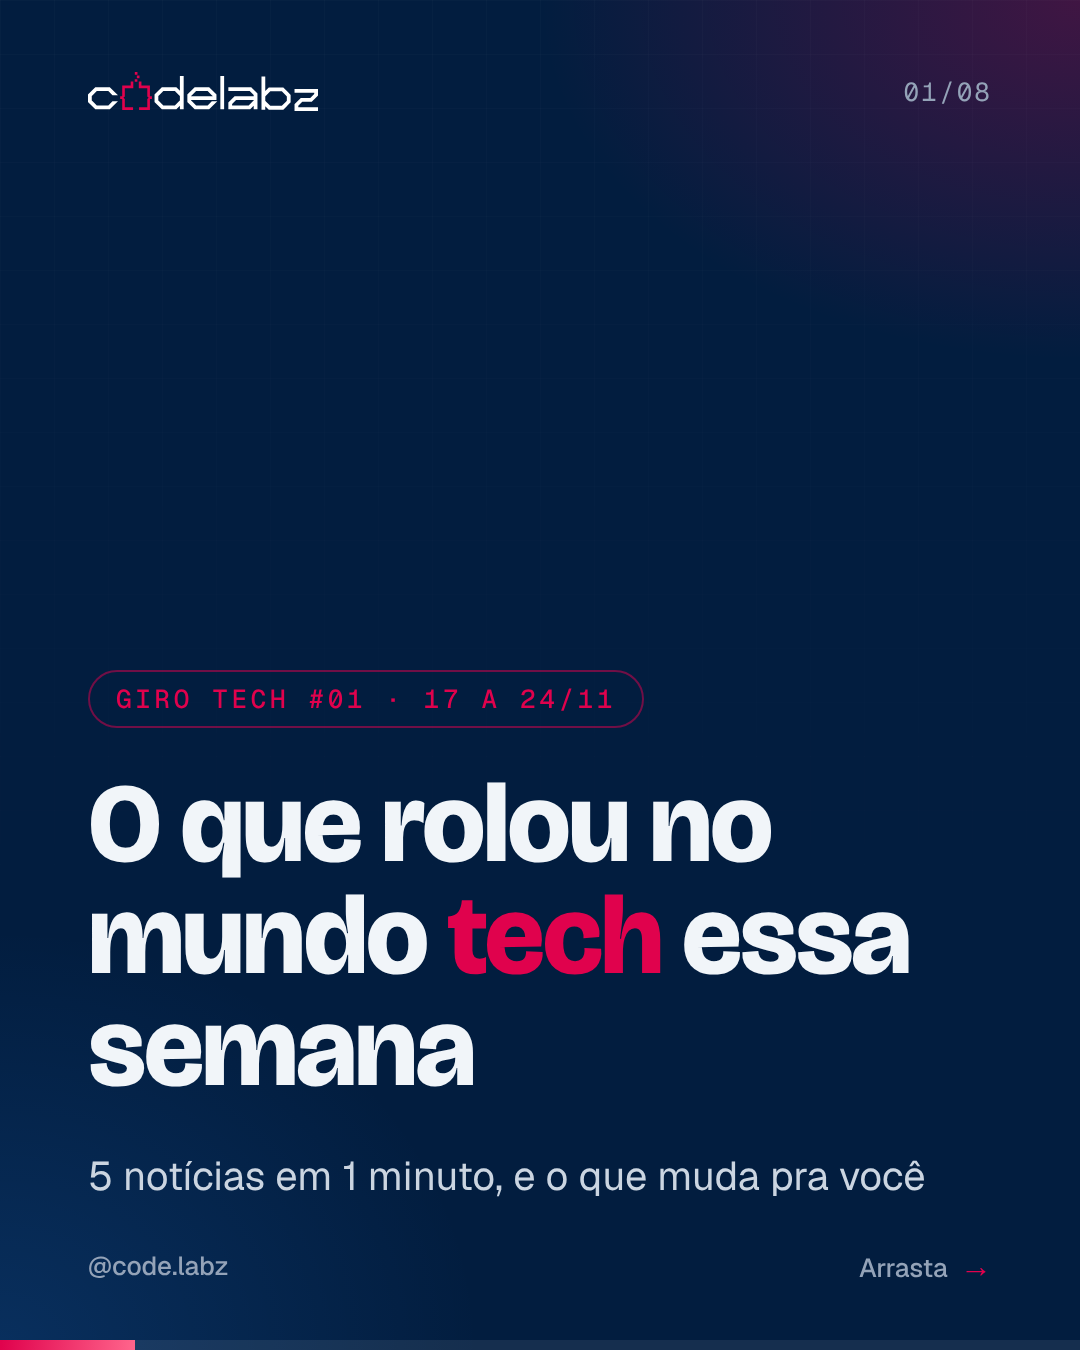 codelabz
01/08
GIRO TECH #01 · 17 A 24/11
O que rolou no
mundo tech essa
semana
5 notícias em 1 minuto, e o que muda pra você
@code.labz
Arrasta →